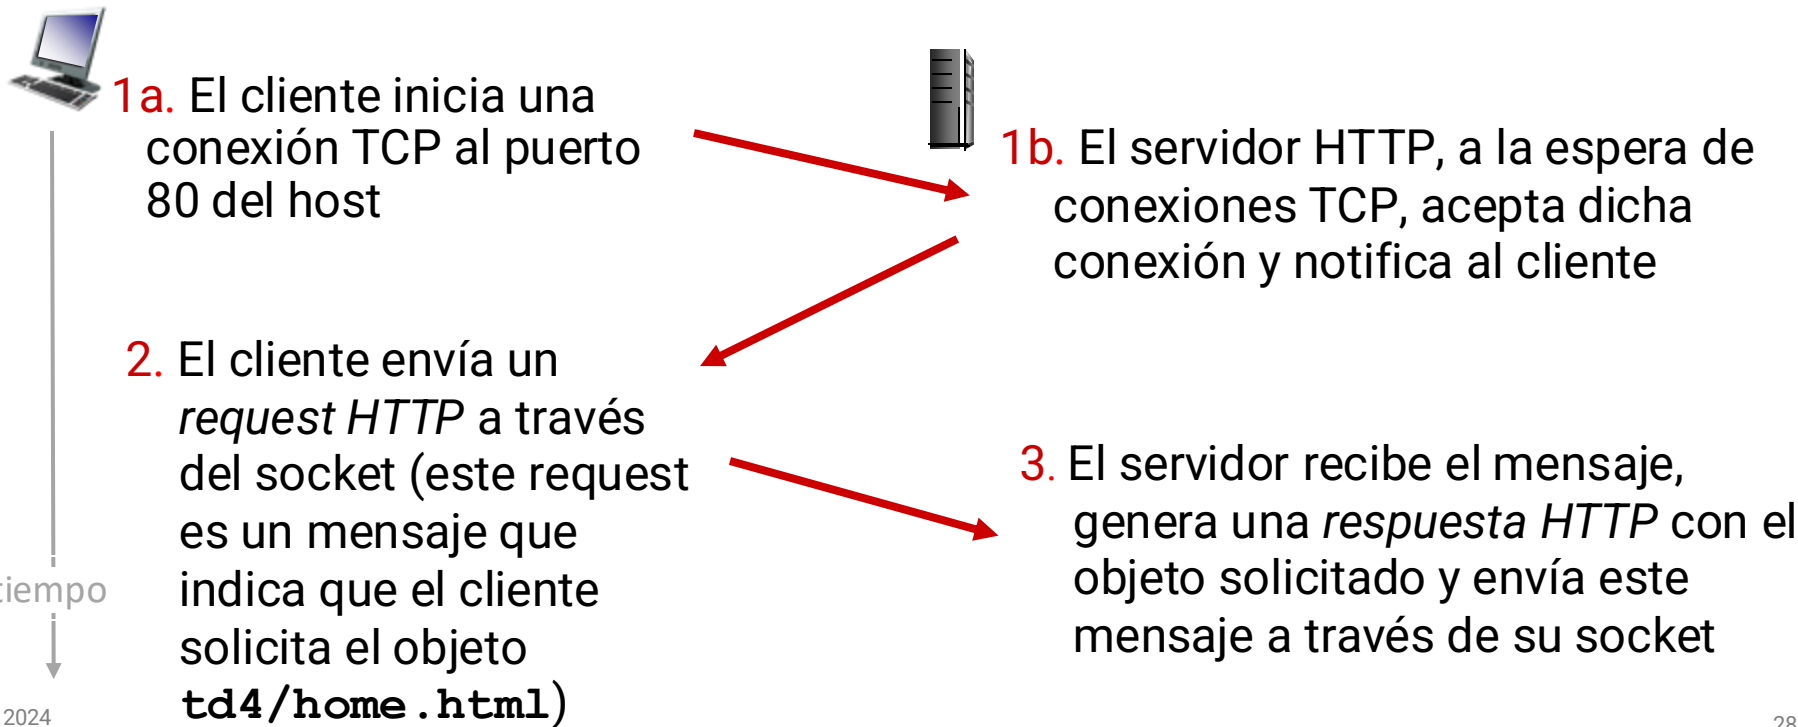 1a. El cliente inicia una
conexión TCP al puerto
80 del host
1b. El servidor HTTP, a la espera de
conexiones TCP, acepta dicha
conexión y notifica al cliente
2. El cliente envía un
request HTTP a través
del socket (este request
es un mensaje que
indica que el cliente
solicita el objeto
td4/home.html)
3. El servidor recibe el mensaje,
genera una respuesta HTTP con el
objeto solicitado y envía este
mensaje a través de su socket
tiempo
2024
28